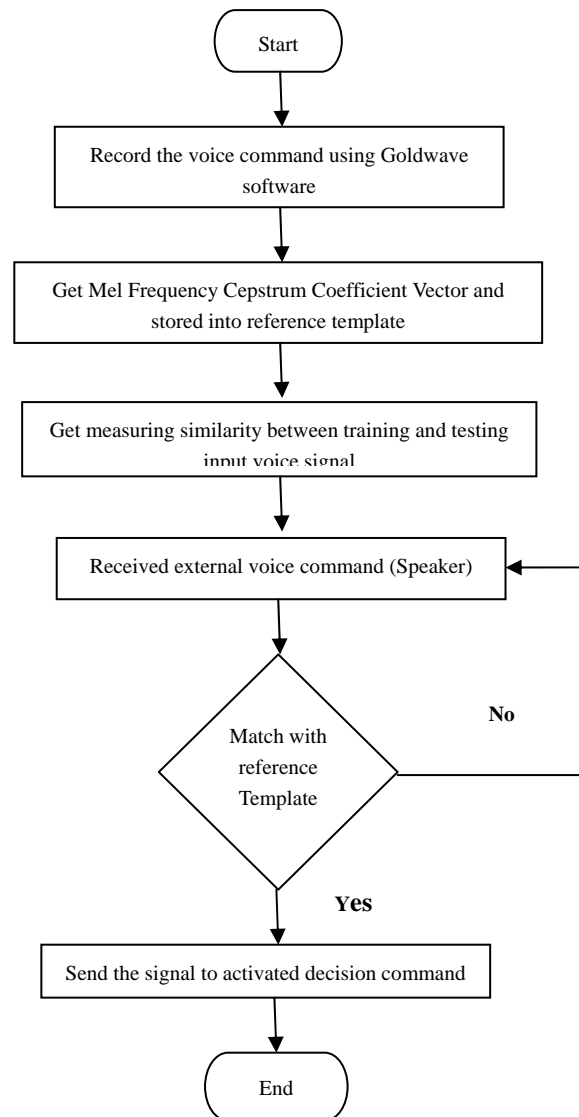 Start
Record the voice command using Goldwave
software
Get Mel Frequency Cepstrum Coefficient Vector and
stored into reference template
Get measuring similarity between training and testing
input voice signal
Received external voice command (Speaker)
Match with
reference
Template
No
Yes
Send the signal to activated decision command
End